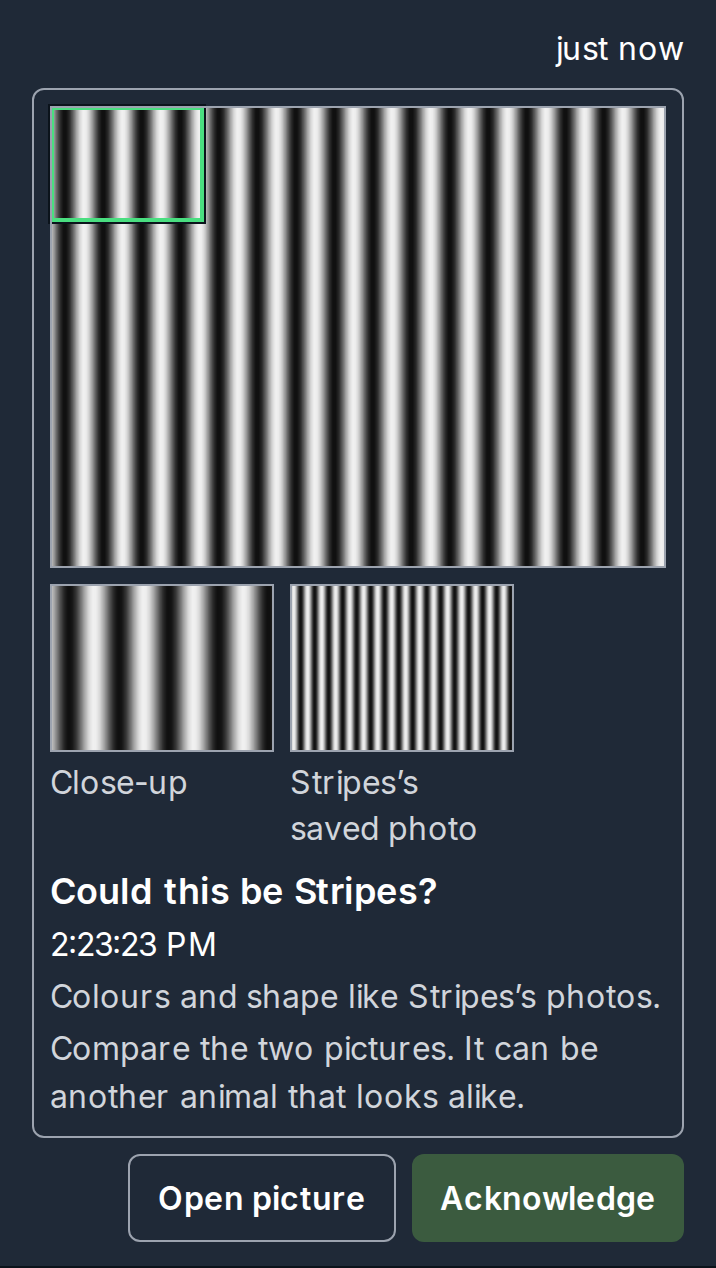 just now
Close-up
Stripes’s
saved photo
Could this be Stripes?
2:23:23 PM
Colours and shape like Stripes’s photos.
Compare the two pictures. It can be
another animal that looks alike.
Open picture
Acknowledge